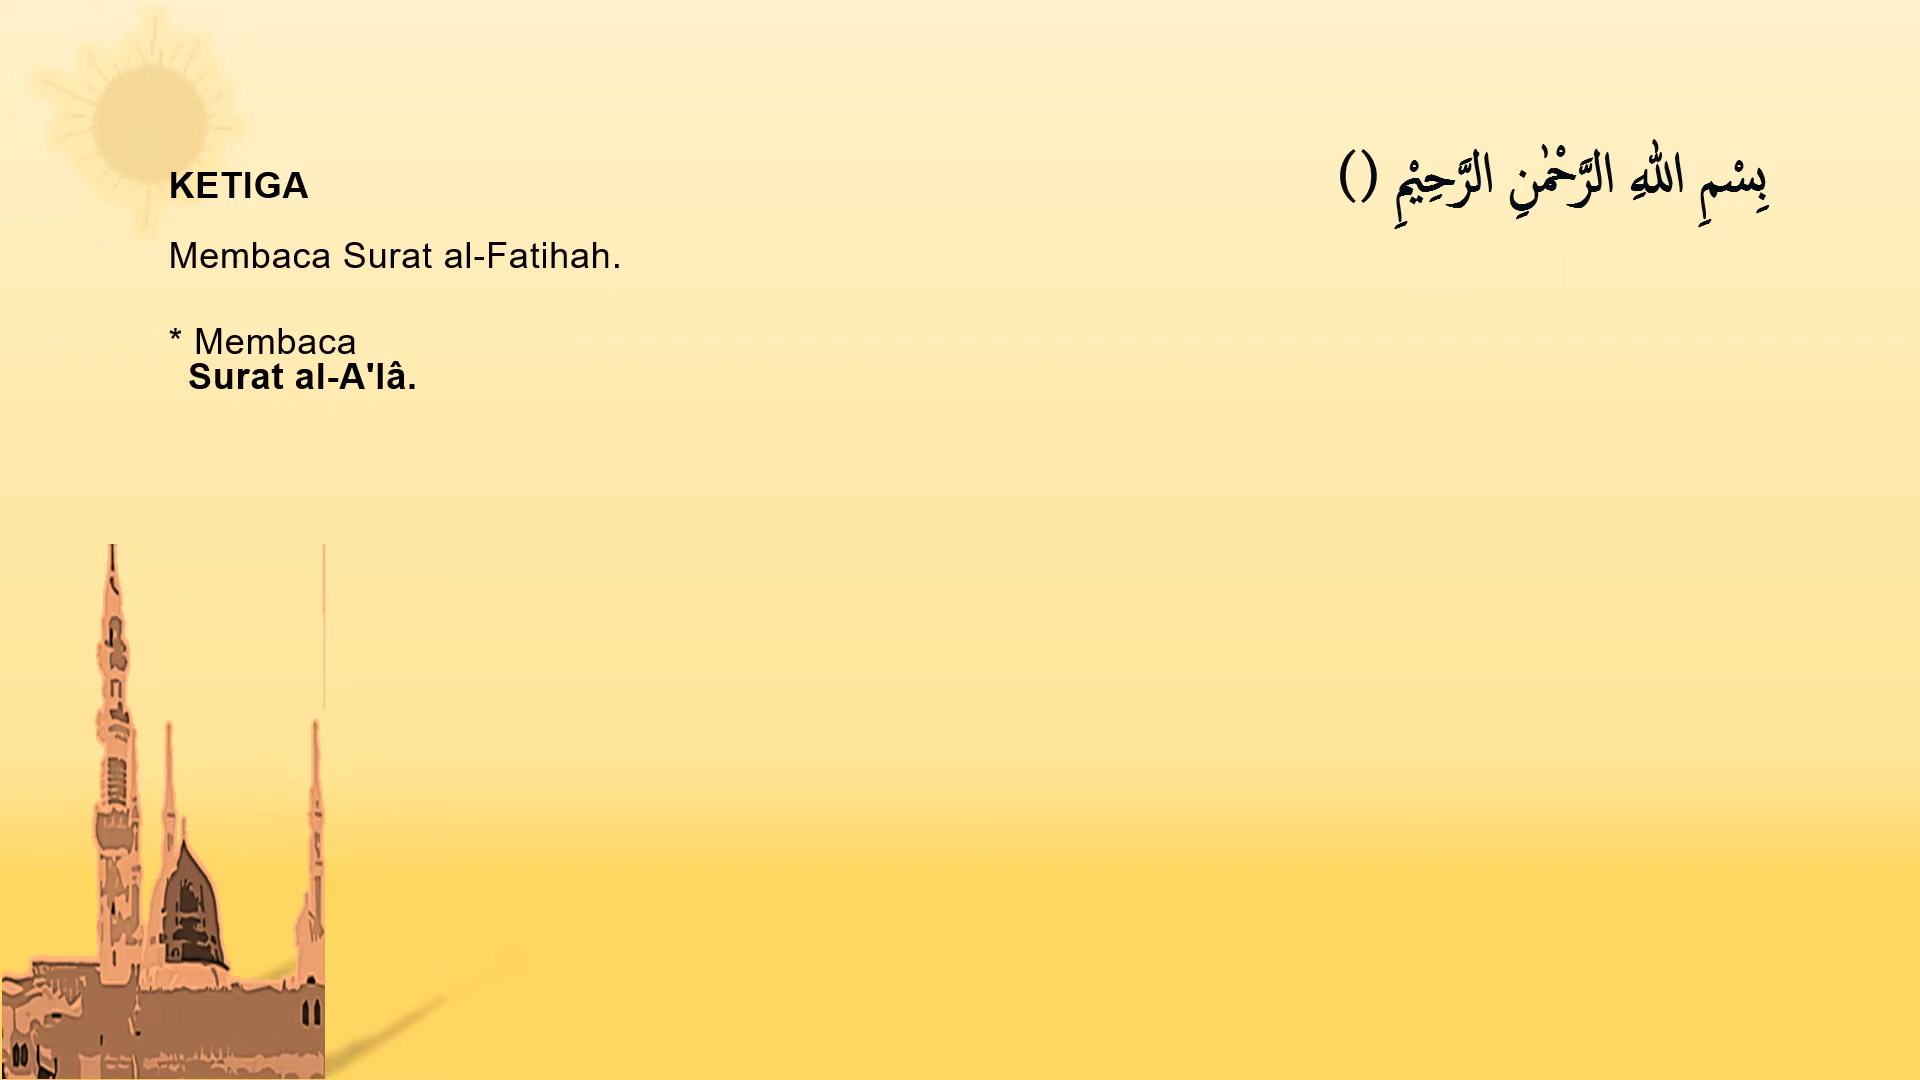 KETIGA
Membaca Surat al-Fatihah.
* Membaca
Surat al-A'lâ.
بِسْمِ اللهِ الرَّحْمٰنِ الرَّحِيْمِ ()